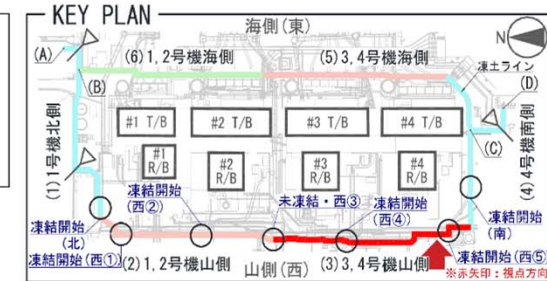 KEY PLAN
海側(東)
N
(A)
(6)1,2号機海側
(5)3,4号機海側
凍土ライン
(B)
(D)
#1 T/B
#2 T/B
#3 T/B
#4 T/B
(C)
(1)1号機北側
(4)4号機南側
#1
R/B
#2
R/B
#3
R/B
#4
R/B
凍結開始
(西②)
未凍結・西③
凍結開始
(西④)
凍結開始
(北)
凍結開始
(南)
凍結開始(西①)
(2)1,2号機山側
山側(西)
(3)3,4号機山側
凍結開始(西⑤)
※赤矢印:視点方向